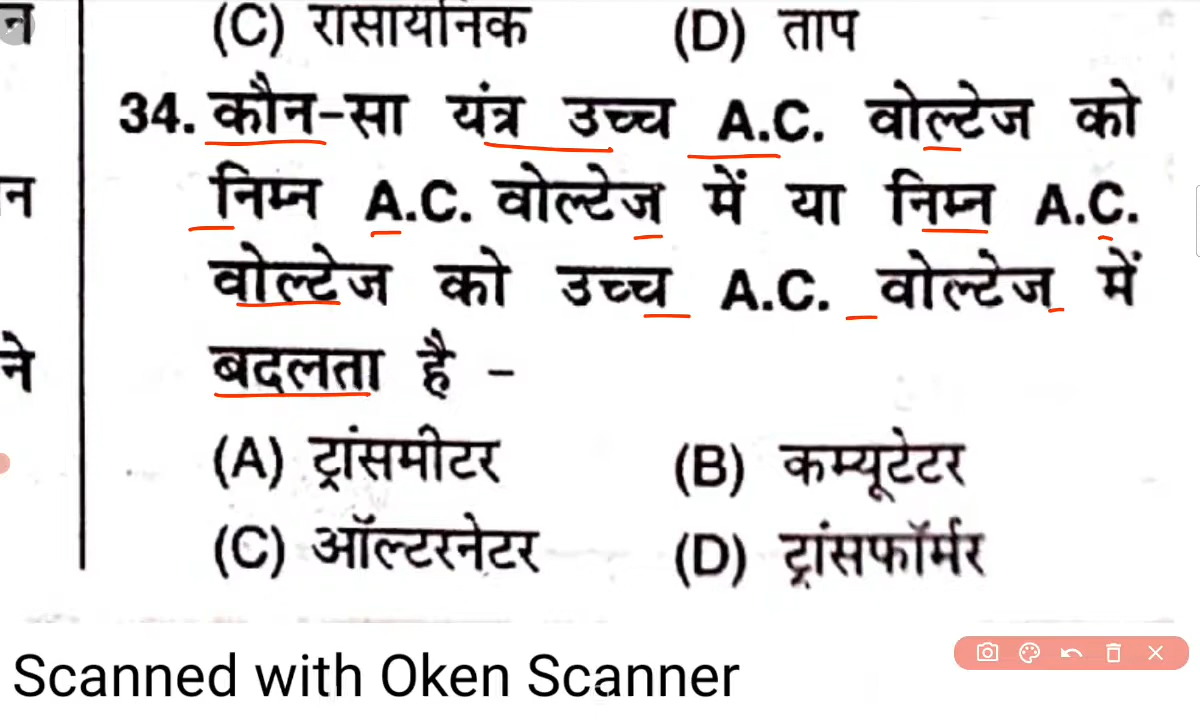 न
(C) रासायनिक (D) ताप
34. कौन-सा यंत्र उच्च A.C. वोल्टेज को
न
निम्न A.C. वोल्टेज में या निम्न A.C.
वोल्टेज को उच्च A.C. वोल्टेज में
ने
बदलता है -
(A) ट्रांसमीटर (B) कम्यूटेटर
(C) ऑल्टरनेटर (D) ट्रांसफॉर्मर
Scanned with Oken Scanner